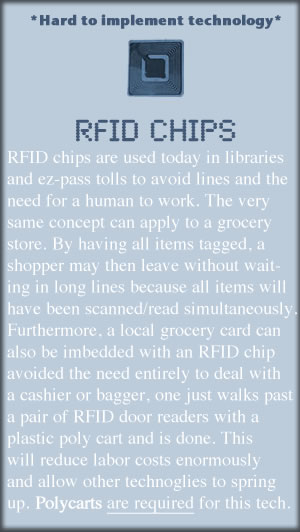 *Hard to implement technology*
RFID CHIPS
RFID chips are used today in libraries
and ez-pass tolls to avoid lines and the
need for a human to work. The very
same concept can apply to a grocery
store. By having all items tagged, a
shopper may then leave without wait-
ing in long lines because all items will
have been scanned/read simultaneously.
Furthermore, a local grocery card can
also be imbedded with an RFID chip
avoided the need entirely to deal with
a cashier or bagger, one just walks past
a pair of RFID door readers with a
plastic poly cart and is done. This
will reduce labor costs enormously
and allow other technoglies to spring
up. Polycarts are required for this tech.